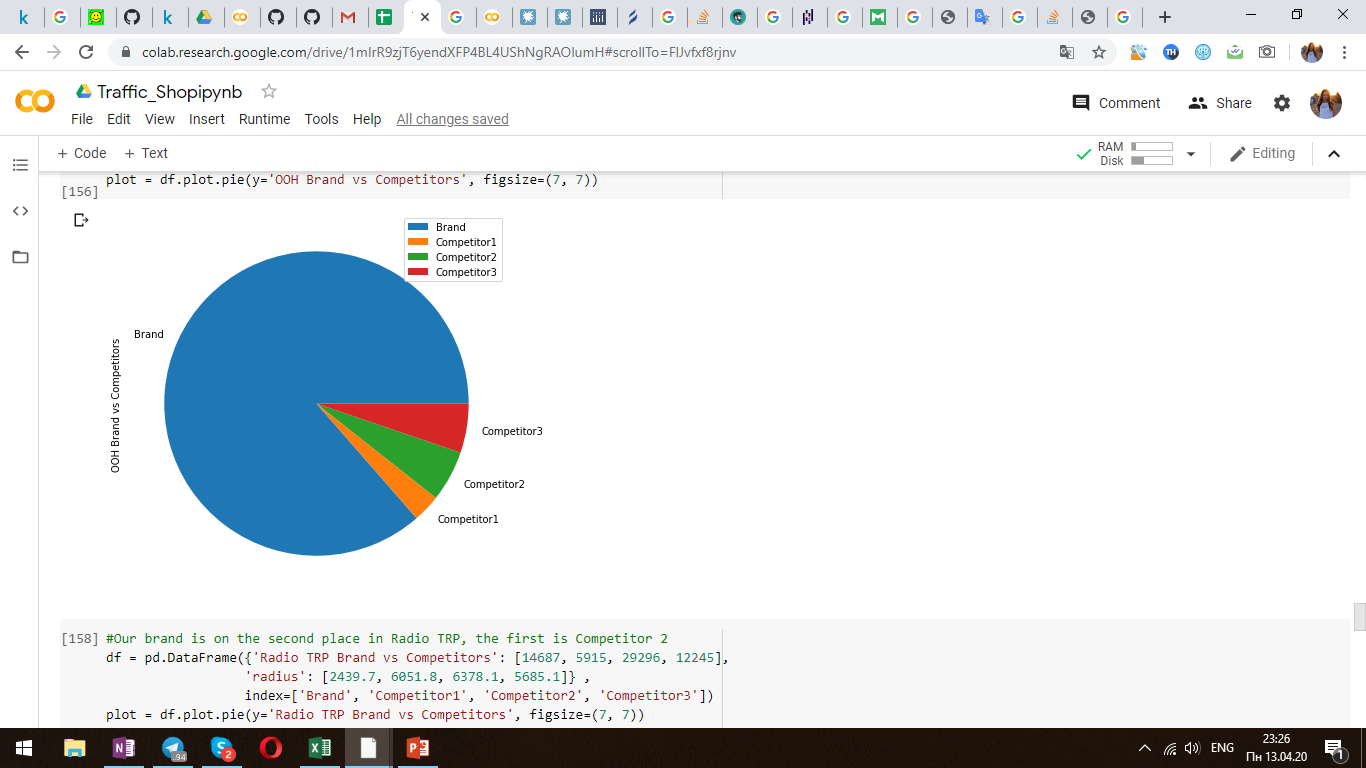 colab.research.google.com/drive/1mIrR9zjT6yendXFP4BL4UShNgRAOIumH#scrollTo=FlJvfxf8rjnv
Traffic_Shopipynb
File Edit View Insert Runtime Tools Help All changes saved
Comment Share
+ Code + Text
RAM
Disk
Editing
plot = df.plot.pie(y='OOH Brand vs Competitors', figsize=(7, 7))
[156]
Brand
Competitor1
Competitor2
Competitor3
Brand
OOH Brand vs Competitors
Competitor3
Competitor2
Competitor1
[158] #Our brand is on the second place in Radio TRP, the first is Competitor 2
df = pd.DataFrame({'Radio TRP Brand vs Competitors': [14687, 5915, 29296, 12245],
'radius': [2439.7, 6051.8, 6378.1, 5685.1]} ,
index=['Brand', 'Competitor1', 'Competitor2', 'Competitor3'])
plot = df.plot.pie(y='Radio TRP Brand vs Competitors', figsize=(7, 7))
94
2
ENG
23:26
Пн 13.04.20
1